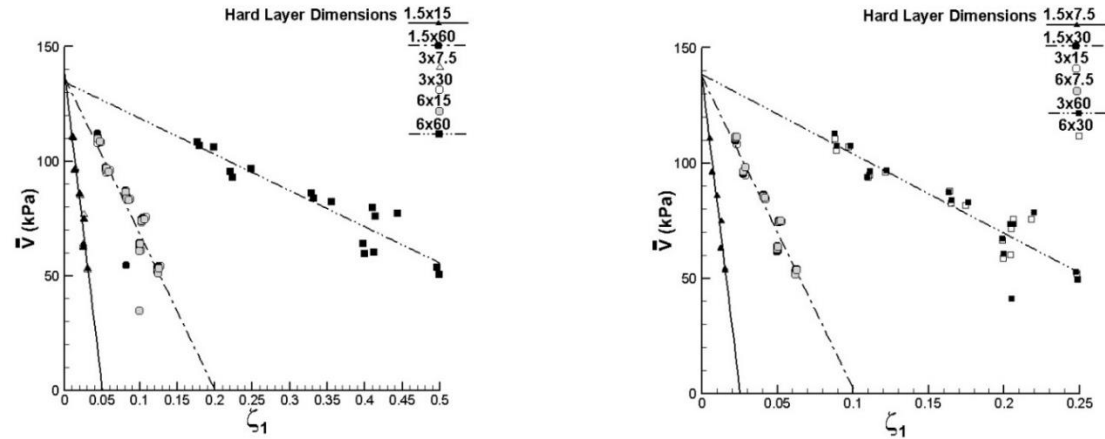 Hard Layer Dimensions 1.5x15
1.5x60
3x7.5
3x30
6x15
6x60
150
100
50
0
V̄ (kPa)
0 0.05 0.1 0.15 0.2 0.25 0.3 0.35 0.4 0.45 0.5
ζ1
Hard Layer Dimensions 1.5x7.5
1.5x30
3x15
6x7.5
3x60
6x30
150
100
50
0
V̄ (kPa)
0 0.05 0.1 0.15 0.2 0.25
ζ1